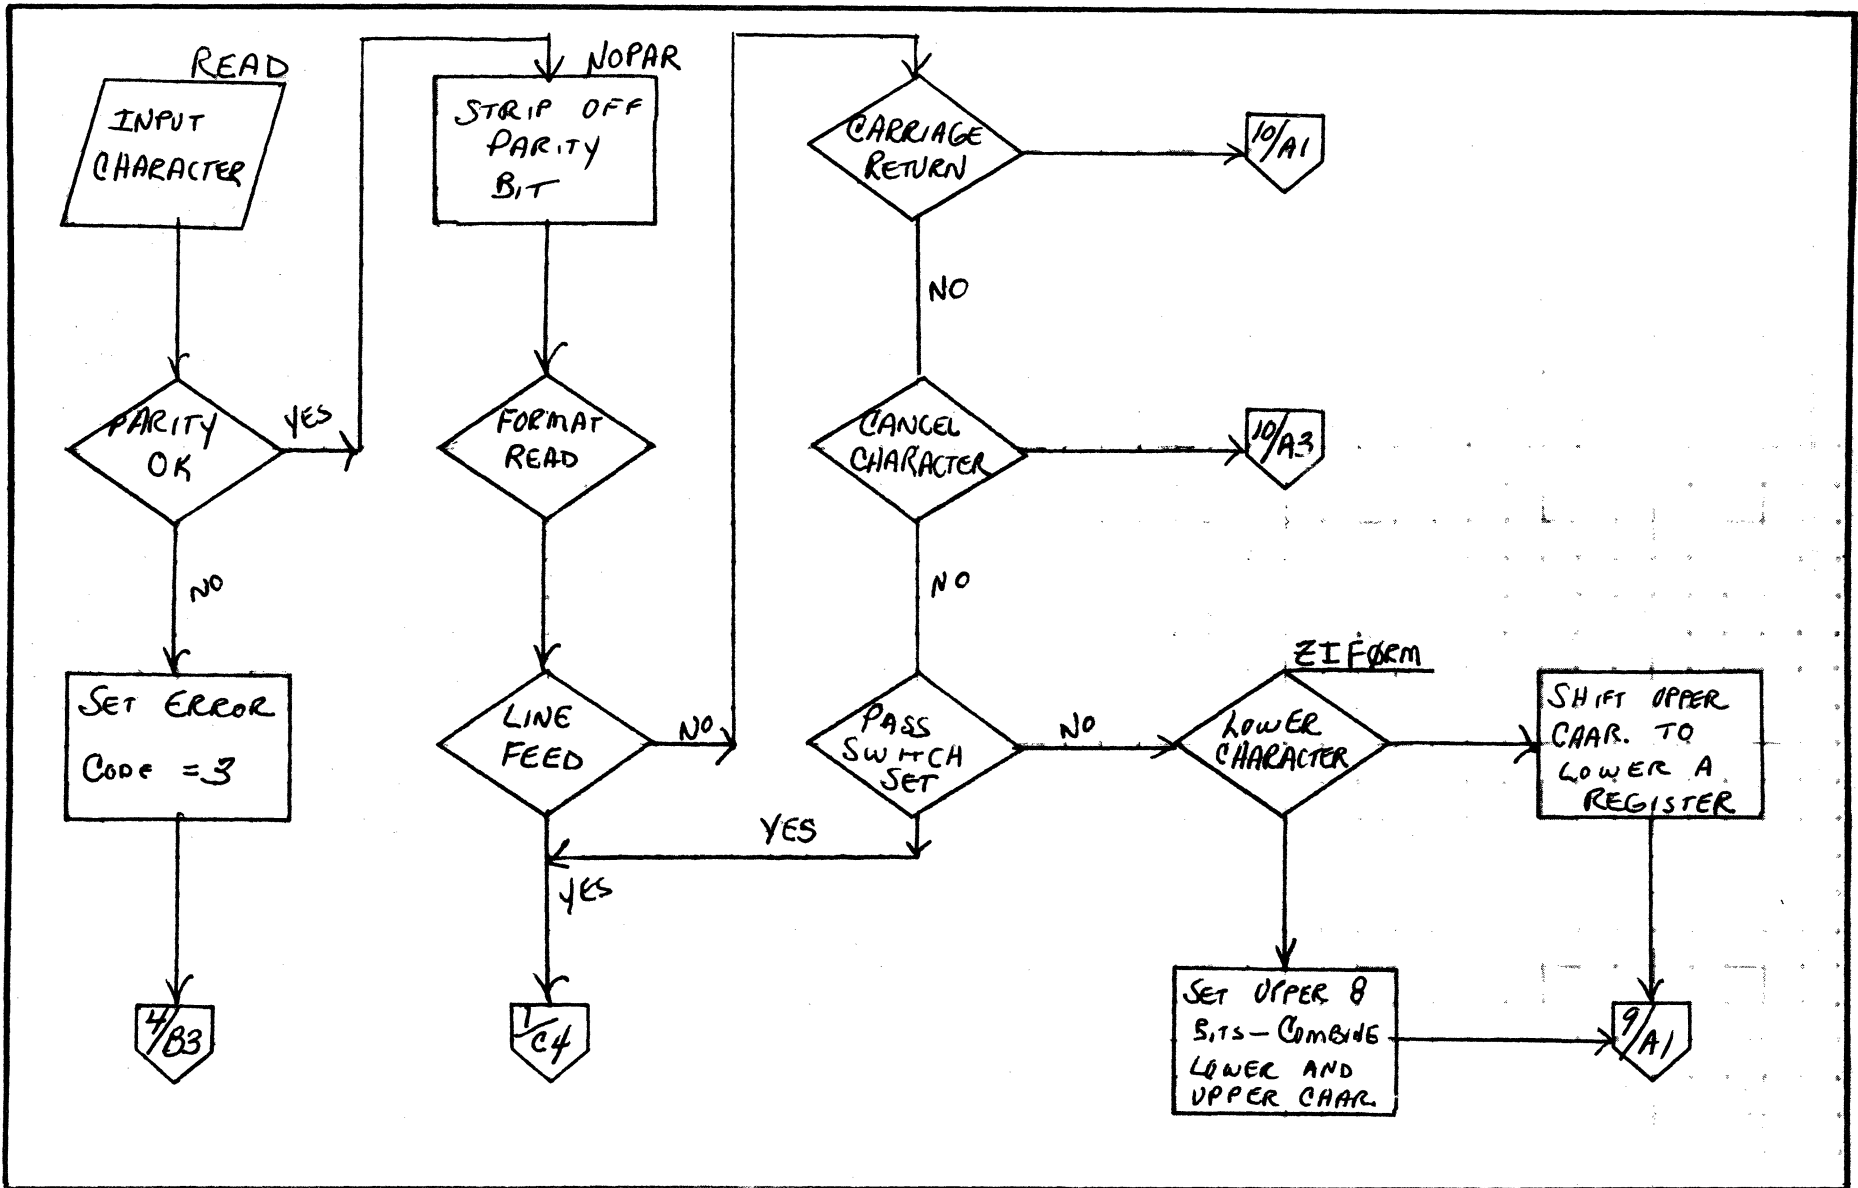 READ
INPUT
CHARACTER
PARITY
OK
YES
NO
SET ERROR
CODE = 3
4/B3
NOPAR
STRIP OFF
PARITY
BIT
FORMAT
READ
LINE
FEED
NO
YES
1/C4
CARRIAGE
RETURN
10/A1
NO
CANCEL
CHARACTER
10/A3
NO
PASS
SWITCH
SET
NO
YES
ZIFØRM
LOWER
CHARACTER
SHIFT UPPER
CAAR. TO
LOWER A
REGISTER
SET UPPER 8
BITS - COMBINE
LOWER AND
UPPER CHAR.
9/A1